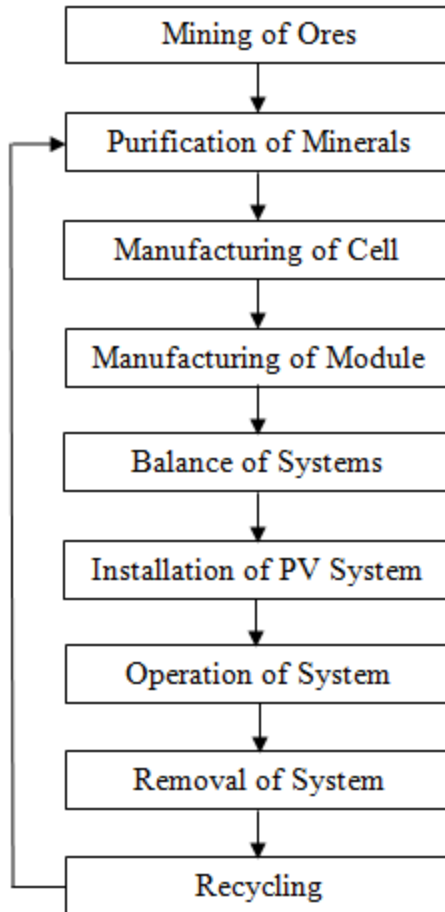 Mining of Ores
Purification of Minerals
Manufacturing of Cell
Manufacturing of Module
Balance of Systems
Installation of PV System
Operation of System
Removal of System
Recycling